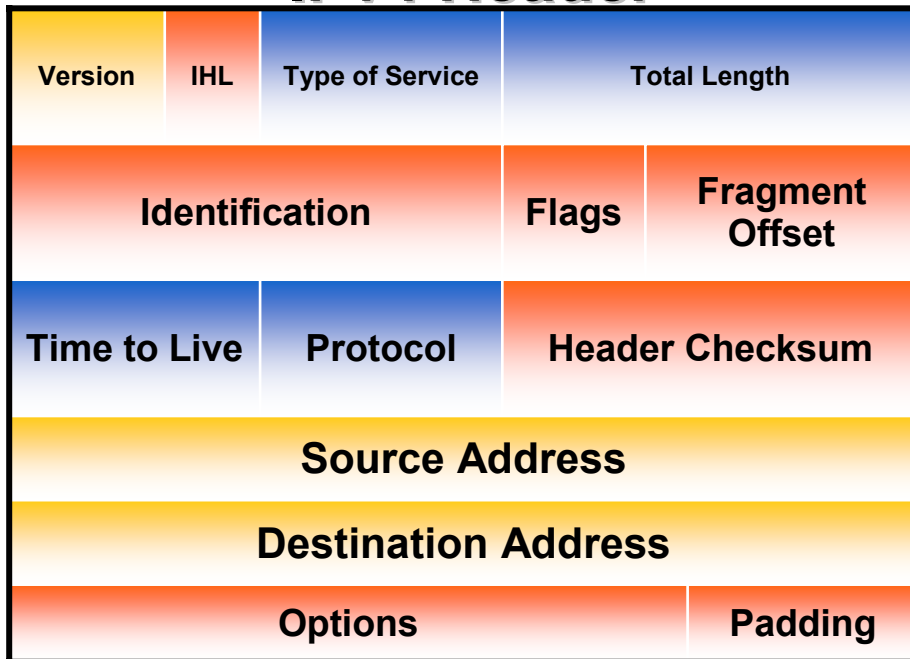 Header
Version IHL Type of Service Total Length
Identification Flags Fragment
Offset
Time to Live Protocol Header Checksum
Source Address
Destination Address
Options Padding